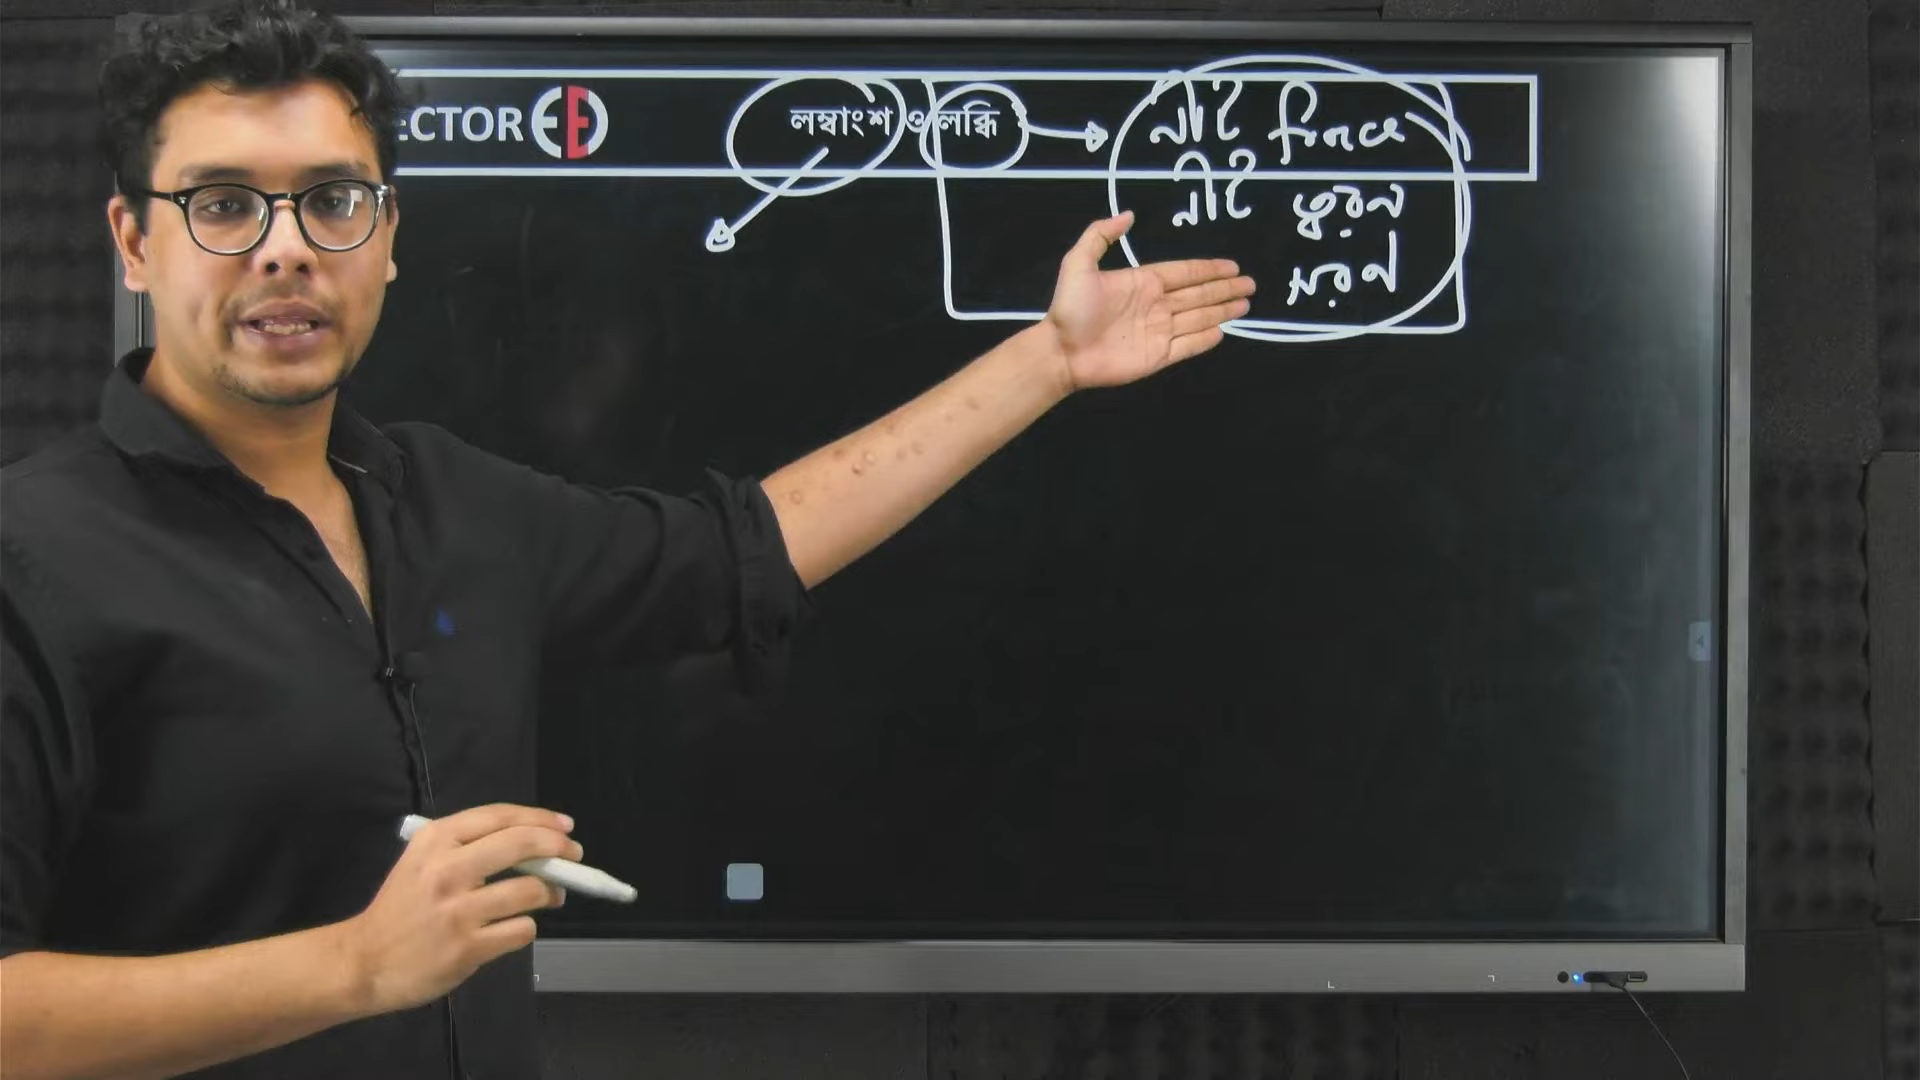 ECTOR
লম্বাংশ ও লব্ধি
নীট force
নীট ত্বরণ
সরণ